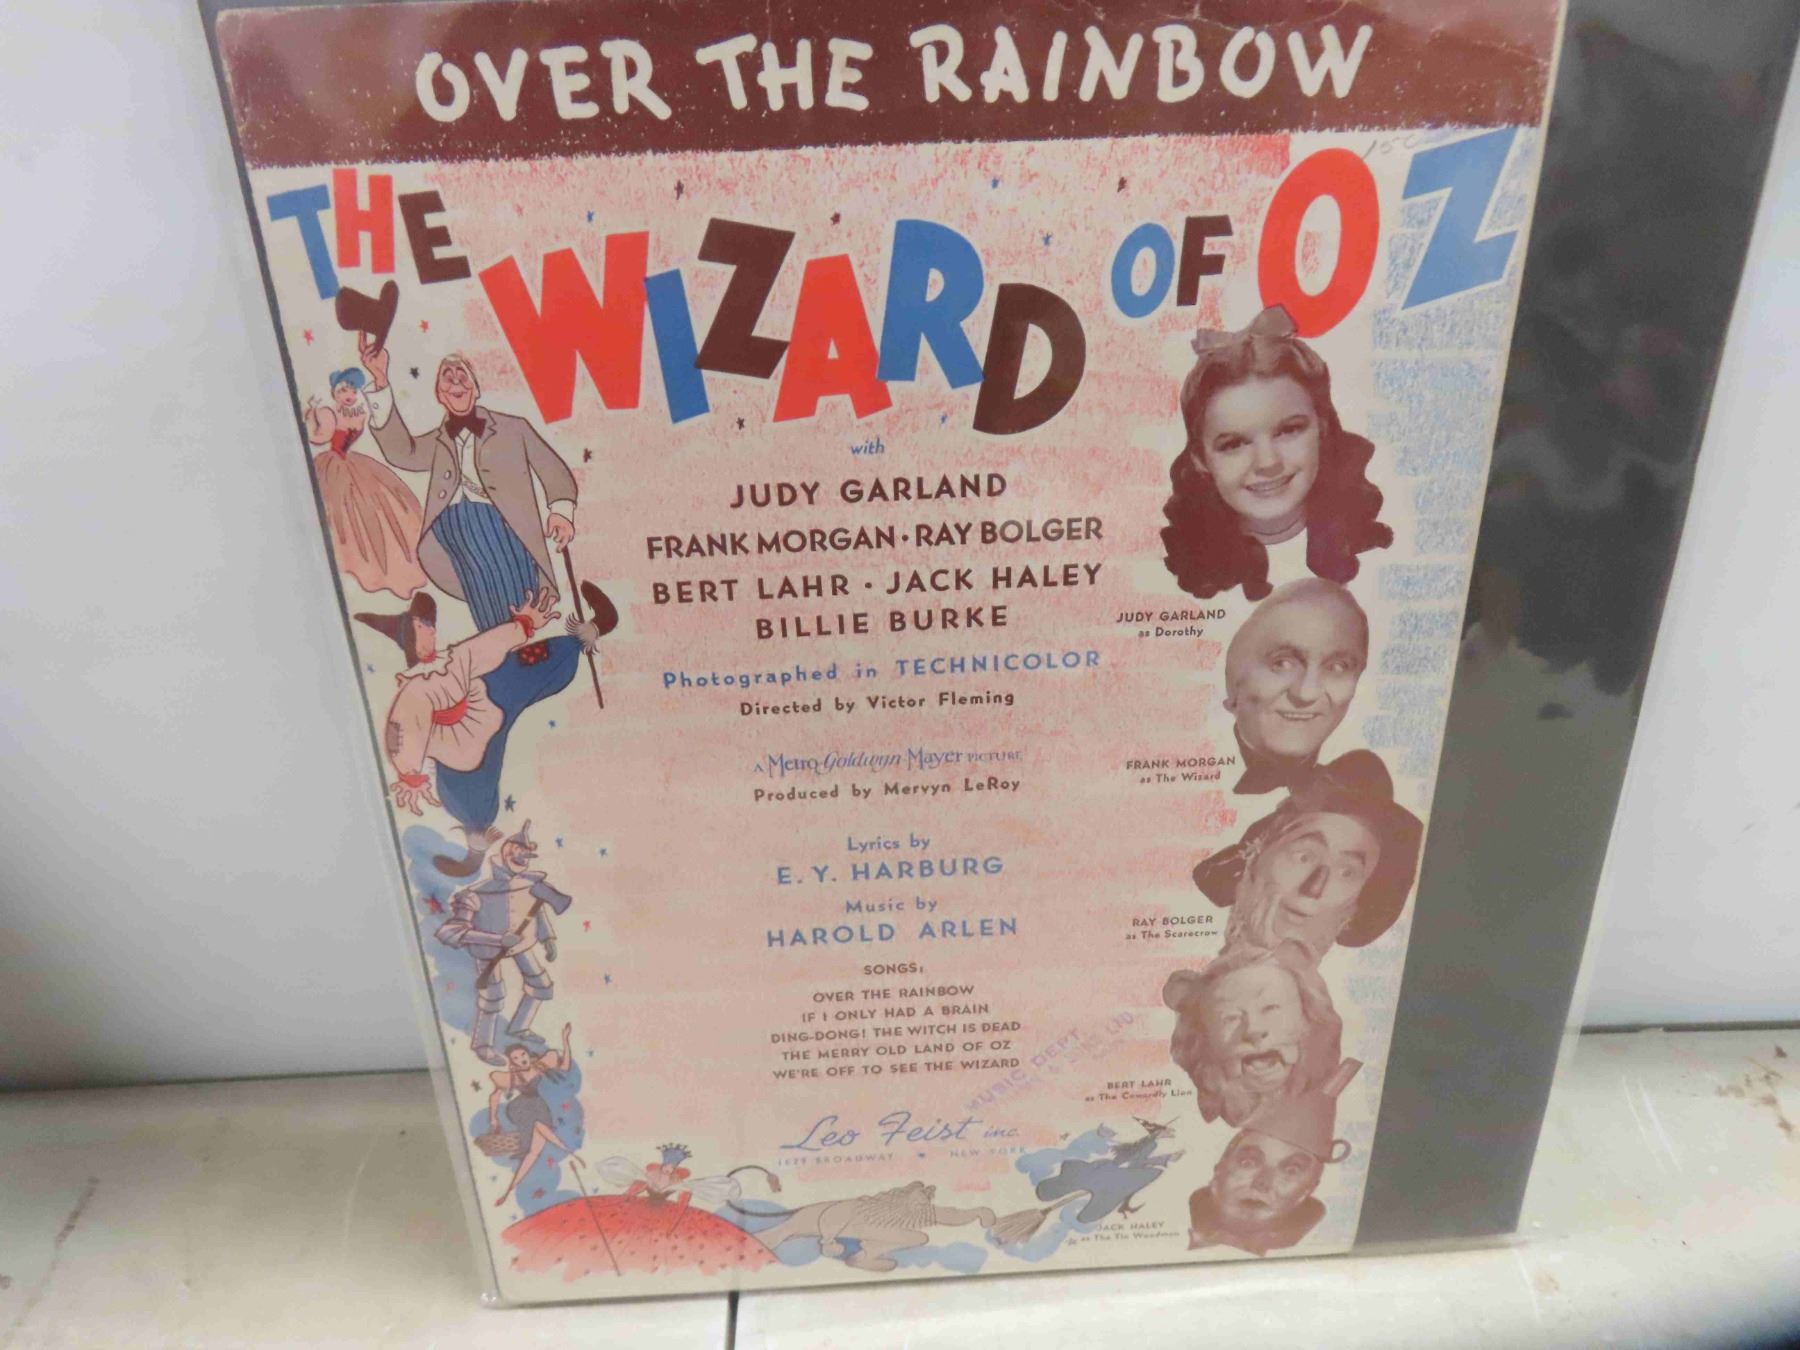 OVER THE RAINBOW
15¢
THE WIZARD OF OZ
with
JUDY GARLAND
FRANK MORGAN · RAY BOLGER
BERT LAHR · JACK HALEY
BILLIE BURKE
Photographed in TECHNICOLOR
Directed by Victor Fleming
A Metro-Goldwyn-Mayer PICTURE
Produced by Mervyn LeRoy
Lyrics by
E. Y. HARBURG
Music by
HAROLD ARLEN
SONGS:
OVER THE RAINBOW
IF I ONLY HAD A BRAIN
DING-DONG! THE WITCH IS DEAD
THE MERRY OLD LAND OF OZ
WE'RE OFF TO SEE THE WIZARD
MUSIC DEPT
LTD.
Leo Feist inc.
1629 BROADWAY NEW YORK
JUDY GARLAND
as Dorothy
FRANK MORGAN
as The Wizard
RAY BOLGER
as The Scarecrow
BERT LAHR
as The Cowardly Lion
JACK HALEY
as The Tin Woodman